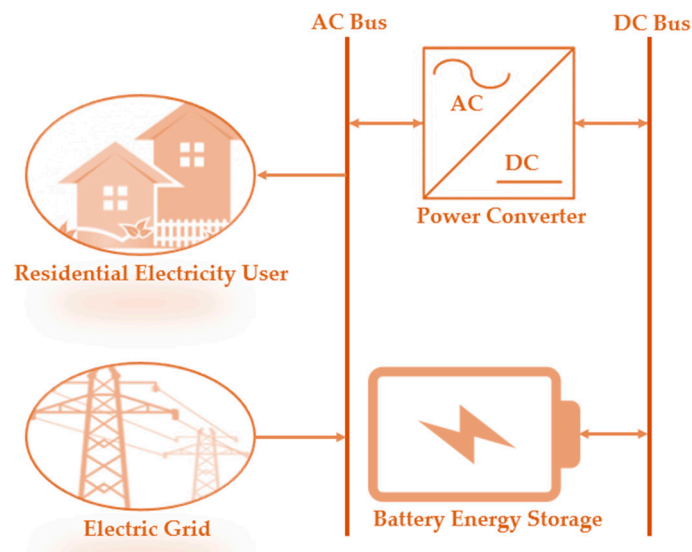 AC Bus
DC Bus
AC
DC
Power Converter
Residential Electricity User
Electric Grid
Battery Energy Storage